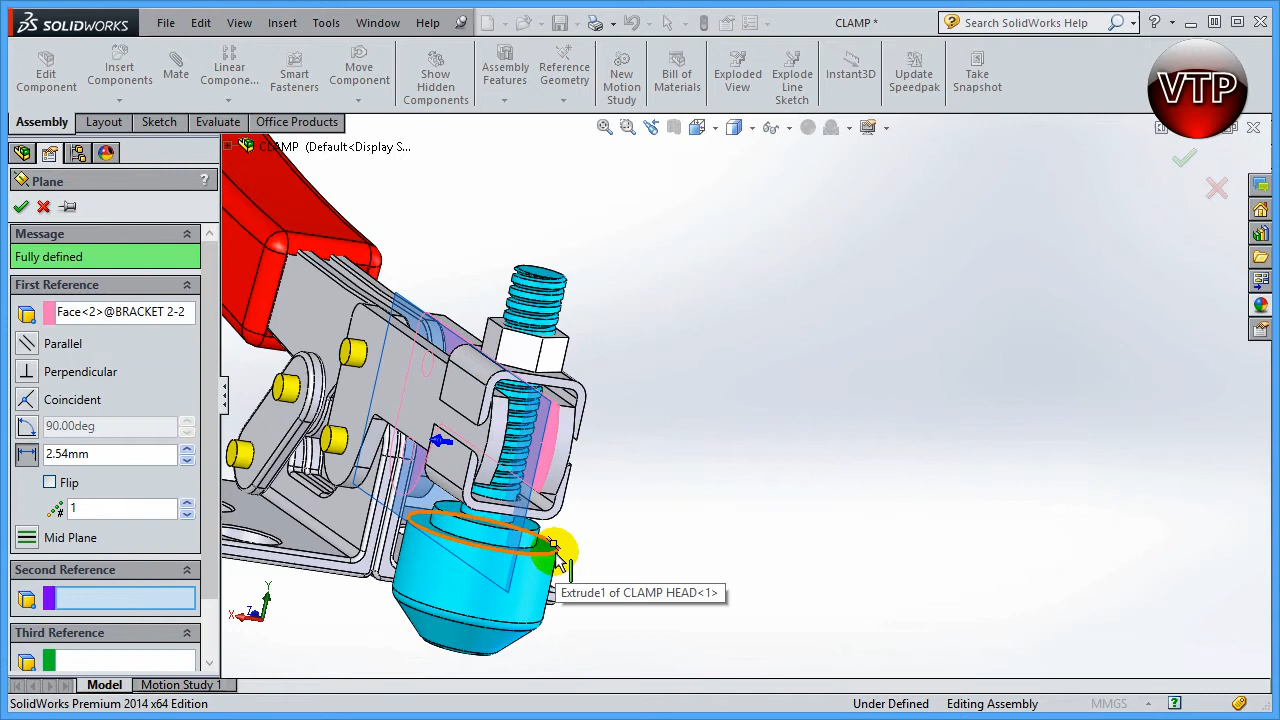 SOLIDWORKS File Edit View Insert Tools Window Help CLAMP * Search SolidWorks Help
Edit Component Insert Components Mate Linear Compone... Smart Fasteners Move Component Show Hidden Components Assembly Features Reference Geometry New Motion Study Bill of Materials Exploded View Explode Line Sketch Instant3D Update Speedpak Take Snapshot
VTP
Assembly Layout Sketch Evaluate Office Products
CLAMP (Default<Display S...
Plane ?
Message
Fully defined
First Reference
Face<2>@BRACKET 2-2
Parallel
Perpendicular
Coincident
90.00deg
2.54mm
Flip
1
Mid Plane
Second Reference
Extrude1 of CLAMP HEAD<1>
Y
X Z
Third Reference
Model Motion Study 1
SolidWorks Premium 2014 x64 Edition Under Defined Editing Assembly MMGS ?